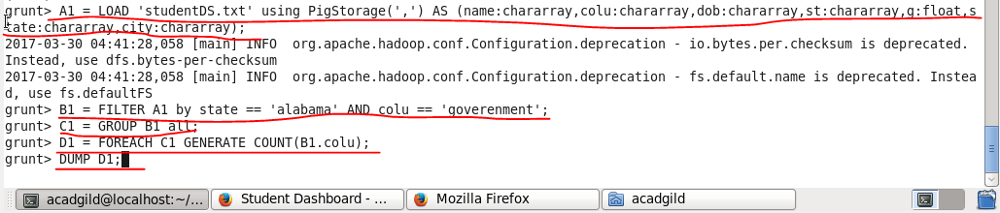 grunt> A1 = LOAD 'studentDS.txt' using PigStorage(',') AS (name:chararray,colu:chararray,dob:chararray,st:chararray,g:float,s
tate:chararray,city:chararray);
2017-03-30 04:41:28,058 [main] INFO  org.apache.hadoop.conf.Configuration.deprecation - io.bytes.per.checksum is deprecated.
Instead, use dfs.bytes-per-checksum
2017-03-30 04:41:28,058 [main] INFO  org.apache.hadoop.conf.Configuration.deprecation - fs.default.name is deprecated. Instea
d, use fs.defaultFS
grunt> B1 = FILTER A1 by state == 'alabama' AND colu == 'goverenment';
grunt> C1 = GROUP B1 all;
grunt> D1 = FOREACH C1 GENERATE COUNT(B1.colu);
grunt> DUMP D1;
acadgild@localhost:~/... Student Dashboard - ... Mozilla Firefox acadgild